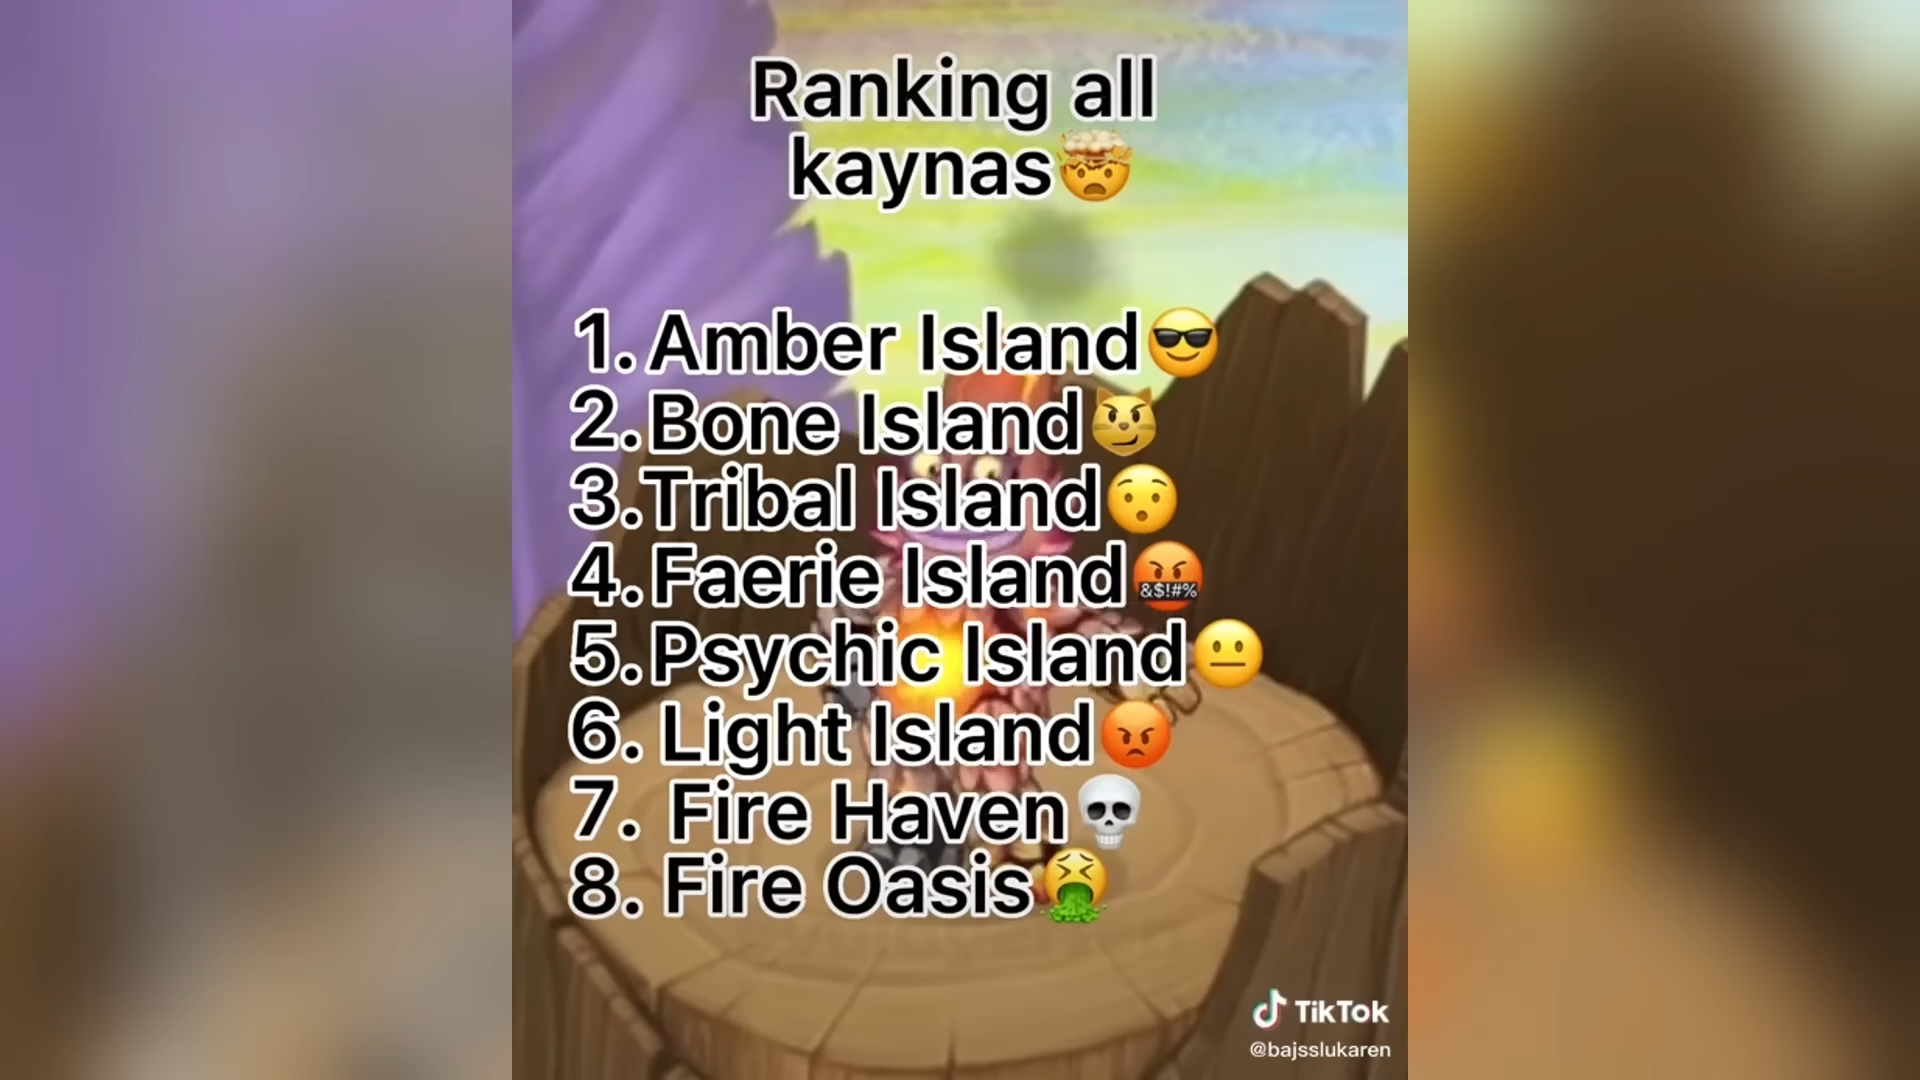 Ranking all
kaynas🤯
1. Amber Island😎
2. Bone Island😼
3. Tribal Island😯
4. Faerie Island🤬
5. Psychic Island😐
6. Light Island😡
7. Fire Haven💀
8. Fire Oasis🤮
TikTok
@bajsslukaren